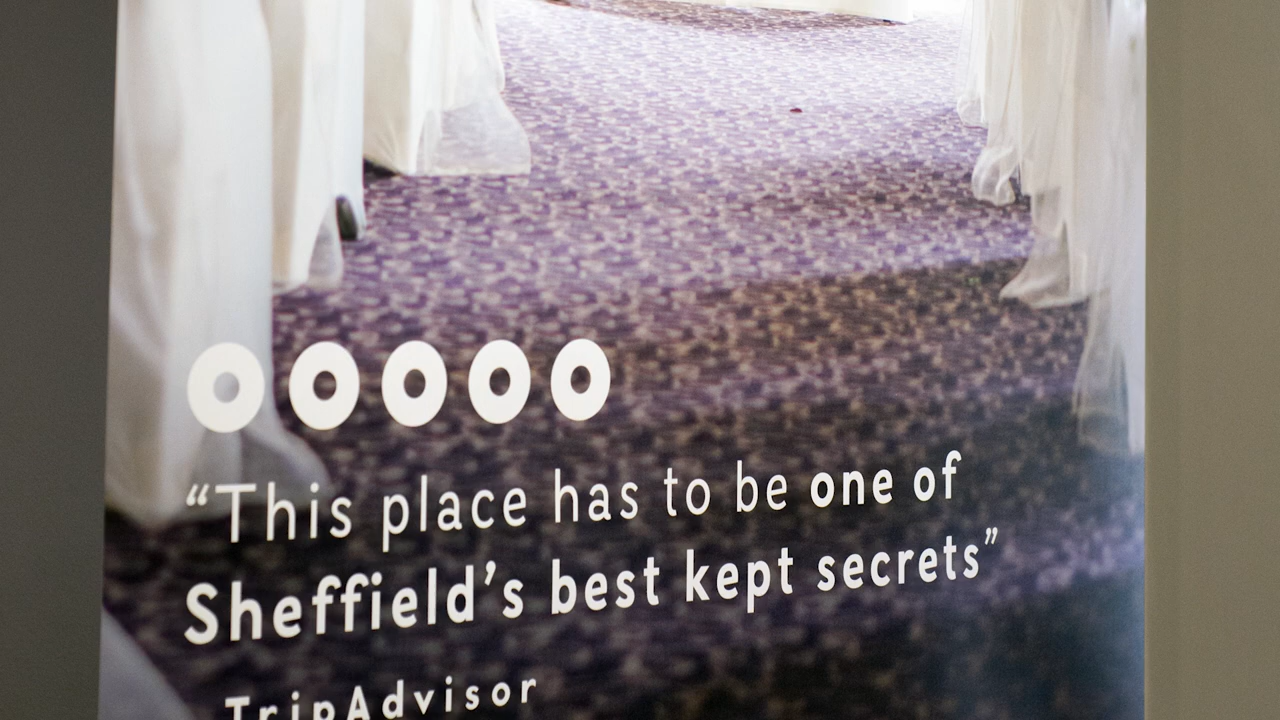 “This place has to be one of
Sheffield’s best kept secrets”
TripAdvisor